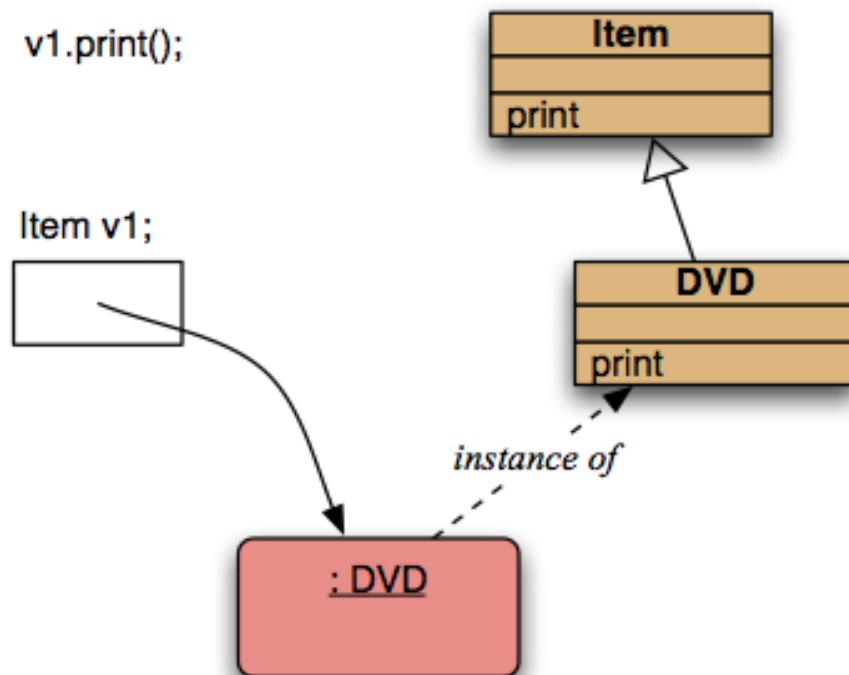 v1.print();
Item
print
Item v1;
DVD
print
instance of
: DVD